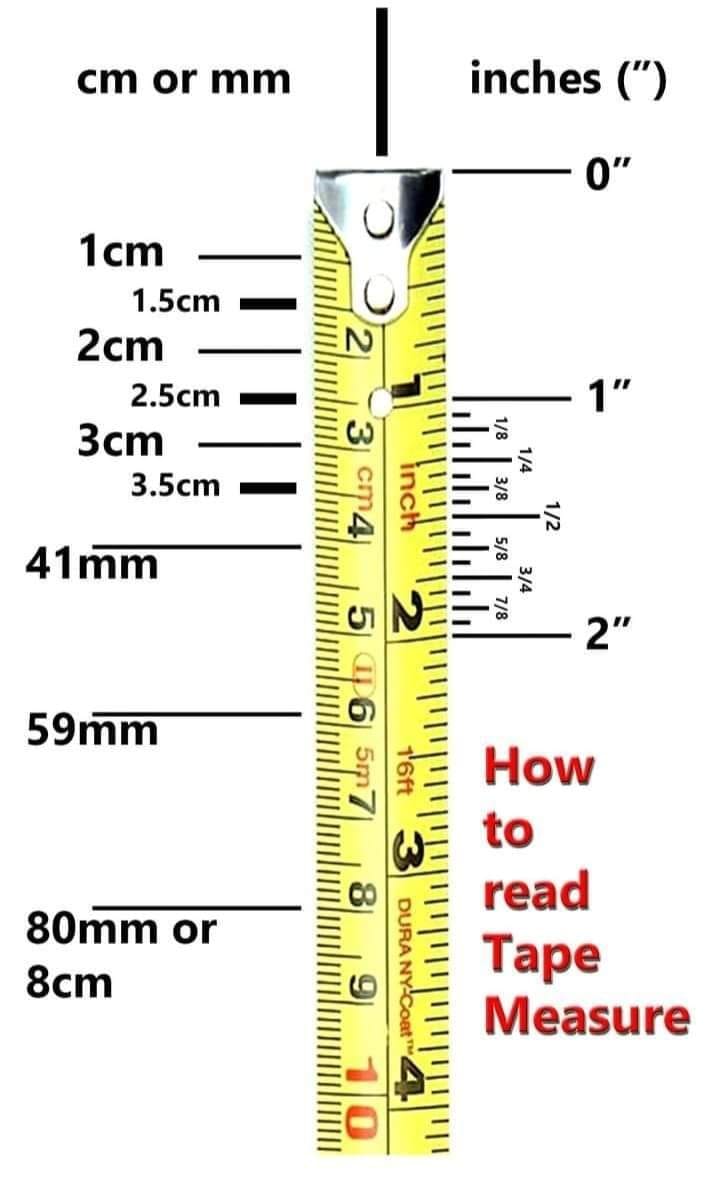 cm or mm
inches (″)
0″
1cm
1.5cm
2cm
2.5cm
3cm
3.5cm
41mm
59mm
80mm or
8cm
1″
1/8
1/4
3/8
1/2
5/8
3/4
7/8
2″
2
3
cm
4
5
II
6
5m
7
8
9
10
1
inch
2
16ft
3
DURA NY-Coat™
4
How
to
read
Tape
Measure